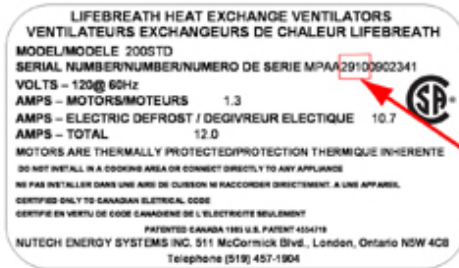 LIFEBREATH HEAT EXCHANGE VENTILATORS
VENTILATEURS EXCHANGEURS DE CHALEUR LIFEBREATH
MODEL/MODELE 200STD
SERIAL NUMBER/NUMBER/NUMERO DE SERIE MPAA29100902341
VOLTS – 120@ 60Hz
AMPS – MOTORS/MOTEURS 1.3
AMPS – ELECTRIC DEFROST / DEGIVREUR ELECTIQUE 10.7
AMPS – TOTAL 12.0
MOTORS ARE THERMALLY PROTECTED/PROTECTION THERMIQUE INHERENTE
DO NOT INSTALL IN A COOKING AREA OR CONNECT DIRECTLY TO ANY APPLIANCE
NE PAS INSTALLER DANS UNE AIRE DE CUISSON NI RACCORDER DIRECTEMENT. A UNE APPAREIL.
CERTIFIED ONLY TO CANADIAN ELETRICAL CODE
CERTIFIE EN VERTU DE CODE CANADIENE DE L'ELECTRICITE SEULEMENT
PATENTED CANADA 1985 U.S. PATENT 4554719
NUTECH ENERGY SYSTEMS INC. 511 McCormick Blvd., London, Ontario N5W 4C8
Telephone (519) 457-1904
SA